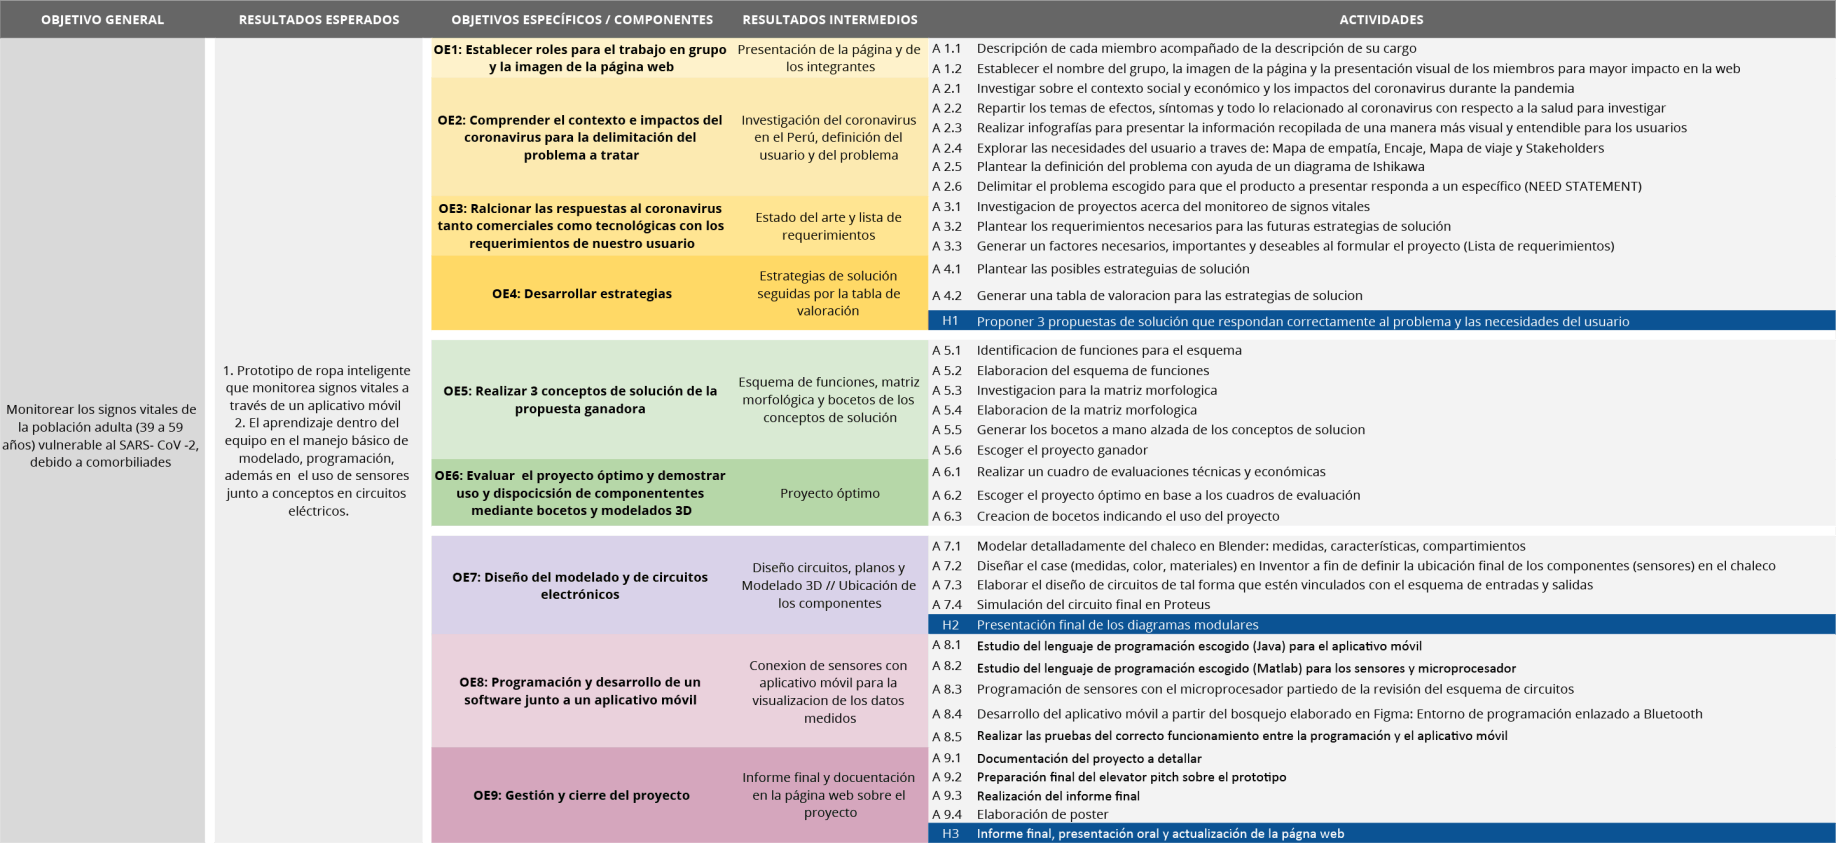 OBJETIVO GENERAL
RESULTADOS ESPERADOS
OBJETIVOS ESPECÍFICOS / COMPONENTES
RESULTADOS INTERMEDIOS
ACTIVIDADES
Monitorear los signos vitales de
la población adulta (39 a 59
años) vulnerable al SARS- CoV -2,
debido a comorbiliades
1. Prototipo de ropa inteligente
que monitorea signos vitales a
través de un aplicativo móvil
2. El aprendizaje dentro del
equipo en el manejo básico de
modelado, programación,
además en el uso de sensores
junto a conceptos en circuitos
eléctricos.
OE1: Establecer roles para el trabajo en grupo
y la imagen de la página web
Presentación de la página y de
los integrantes
A 1.1 Descripción de cada miembro acompañado de la descripción de su cargo
A 1.2 Establecer el nombre del grupo, la imagen de la página y la presentación visual de los miembros para mayor impacto en la web
OE2: Comprender el contexto e impactos del
coronavirus para la delimitación del
problema a tratar
Investigación del coronavirus
en el Perú, definición del
usuario y del problema
A 2.1 Investigar sobre el contexto social y económico y los impactos del coronavirus durante la pandemia
A 2.2 Repartir los temas de efectos, síntomas y todo lo relacionado al coronavirus con respecto a la salud para investigar
A 2.3 Realizar infografías para presentar la información recopilada de una manera más visual y entendible para los usuarios
A 2.4 Explorar las necesidades del usuario a traves de: Mapa de empatía, Encaje, Mapa de viaje y Stakeholders
A 2.5 Plantear la definición del problema con ayuda de un diagrama de Ishikawa
A 2.6 Delimitar el problema escogido para que el producto a presentar responda a un específico (NEED STATEMENT)
OE3: Ralcionar las respuestas al coronavirus
tanto comerciales como tecnológicas con los
requerimientos de nuestro usuario
Estado del arte y lista de
requerimientos
A 3.1 Investigacion de proyectos acerca del monitoreo de signos vitales
A 3.2 Plantear los requerimientos necesarios para las futuras estrategias de solución
A 3.3 Generar un factores necesarios, importantes y deseables al formular el proyecto (Lista de requerimientos)
OE4: Desarrollar estrategias
Estrategias de solución
seguidas por la tabla de
valoración
A 4.1 Plantear las posibles estrateguias de solución
A 4.2 Generar una tabla de valoracion para las estrategias de solucion
H1 Proponer 3 propuestas de solución que respondan correctamente al problema y las necesidades del usuario
OE5: Realizar 3 conceptos de solución de la
propuesta ganadora
Esquema de funciones, matriz
morfológica y bocetos de los
conceptos de solución
A 5.1 Identificacion de funciones para el esquema
A 5.2 Elaboracion del esquema de funciones
A 5.3 Investigacion para la matriz morfologica
A 5.4 Elaboracion de la matriz morfologica
A 5.5 Generar los bocetos a mano alzada de los conceptos de solucion
A 5.6 Escoger el proyecto ganador
OE6: Evaluar el proyecto óptimo y demostrar
uso y dispocicsión de componententes
mediante bocetos y modelados 3D
Proyecto óptimo
A 6.1 Realizar un cuadro de evaluaciones técnicas y económicas
A 6.2 Escoger el proyecto óptimo en base a los cuadros de evaluación
A 6.3 Creacion de bocetos indicando el uso del proyecto
OE7: Diseño del modelado y de circuitos
electrónicos
Diseño circuitos, planos y
Modelado 3D // Ubicación de
los componentes
A 7.1 Modelar detalladamente del chaleco en Blender: medidas, características, compartimientos
A 7.2 Diseñar el case (medidas, color, materiales) en Inventor a fin de definir la ubicación final de los componentes (sensores) en el chaleco
A 7.3 Elaborar el diseño de circuitos de tal forma que estén vinculados con el esquema de entradas y salidas
A 7.4 Simulación del circuito final en Proteus
H2 Presentación final de los diagramas modulares
OE8: Programación y desarrollo de un
software junto a un aplicativo móvil
Conexion de sensores con
aplicativo móvil para la
visualizacion de los datos
medidos
A 8.1 Estudio del lenguaje de programación escogido (Java) para el aplicativo móvil
A 8.2 Estudio del lenguaje de programación escogido (Matlab) para los sensores y microprocesador
A 8.3 Programación de sensores con el microprocesador partiedo de la revisión del esquema de circuitos
A 8.4 Desarrollo del aplicativo móvil a partir del bosquejo elaborado en Figma: Entorno de programación enlazado a Bluetooth
A 8.5 Realizar las pruebas del correcto funcionamiento entre la programación y el aplicativo móvil
OE9: Gestión y cierre del proyecto
Informe final y docuentación
en la página web sobre el
proyecto
A 9.1 Documentación del proyecto a detallar
A 9.2 Preparación final del elevator pitch sobre el prototipo
A 9.3 Realización del informe final
A 9.4 Elaboración de poster
H3 Informe final, presentación oral y actualización de la págna web